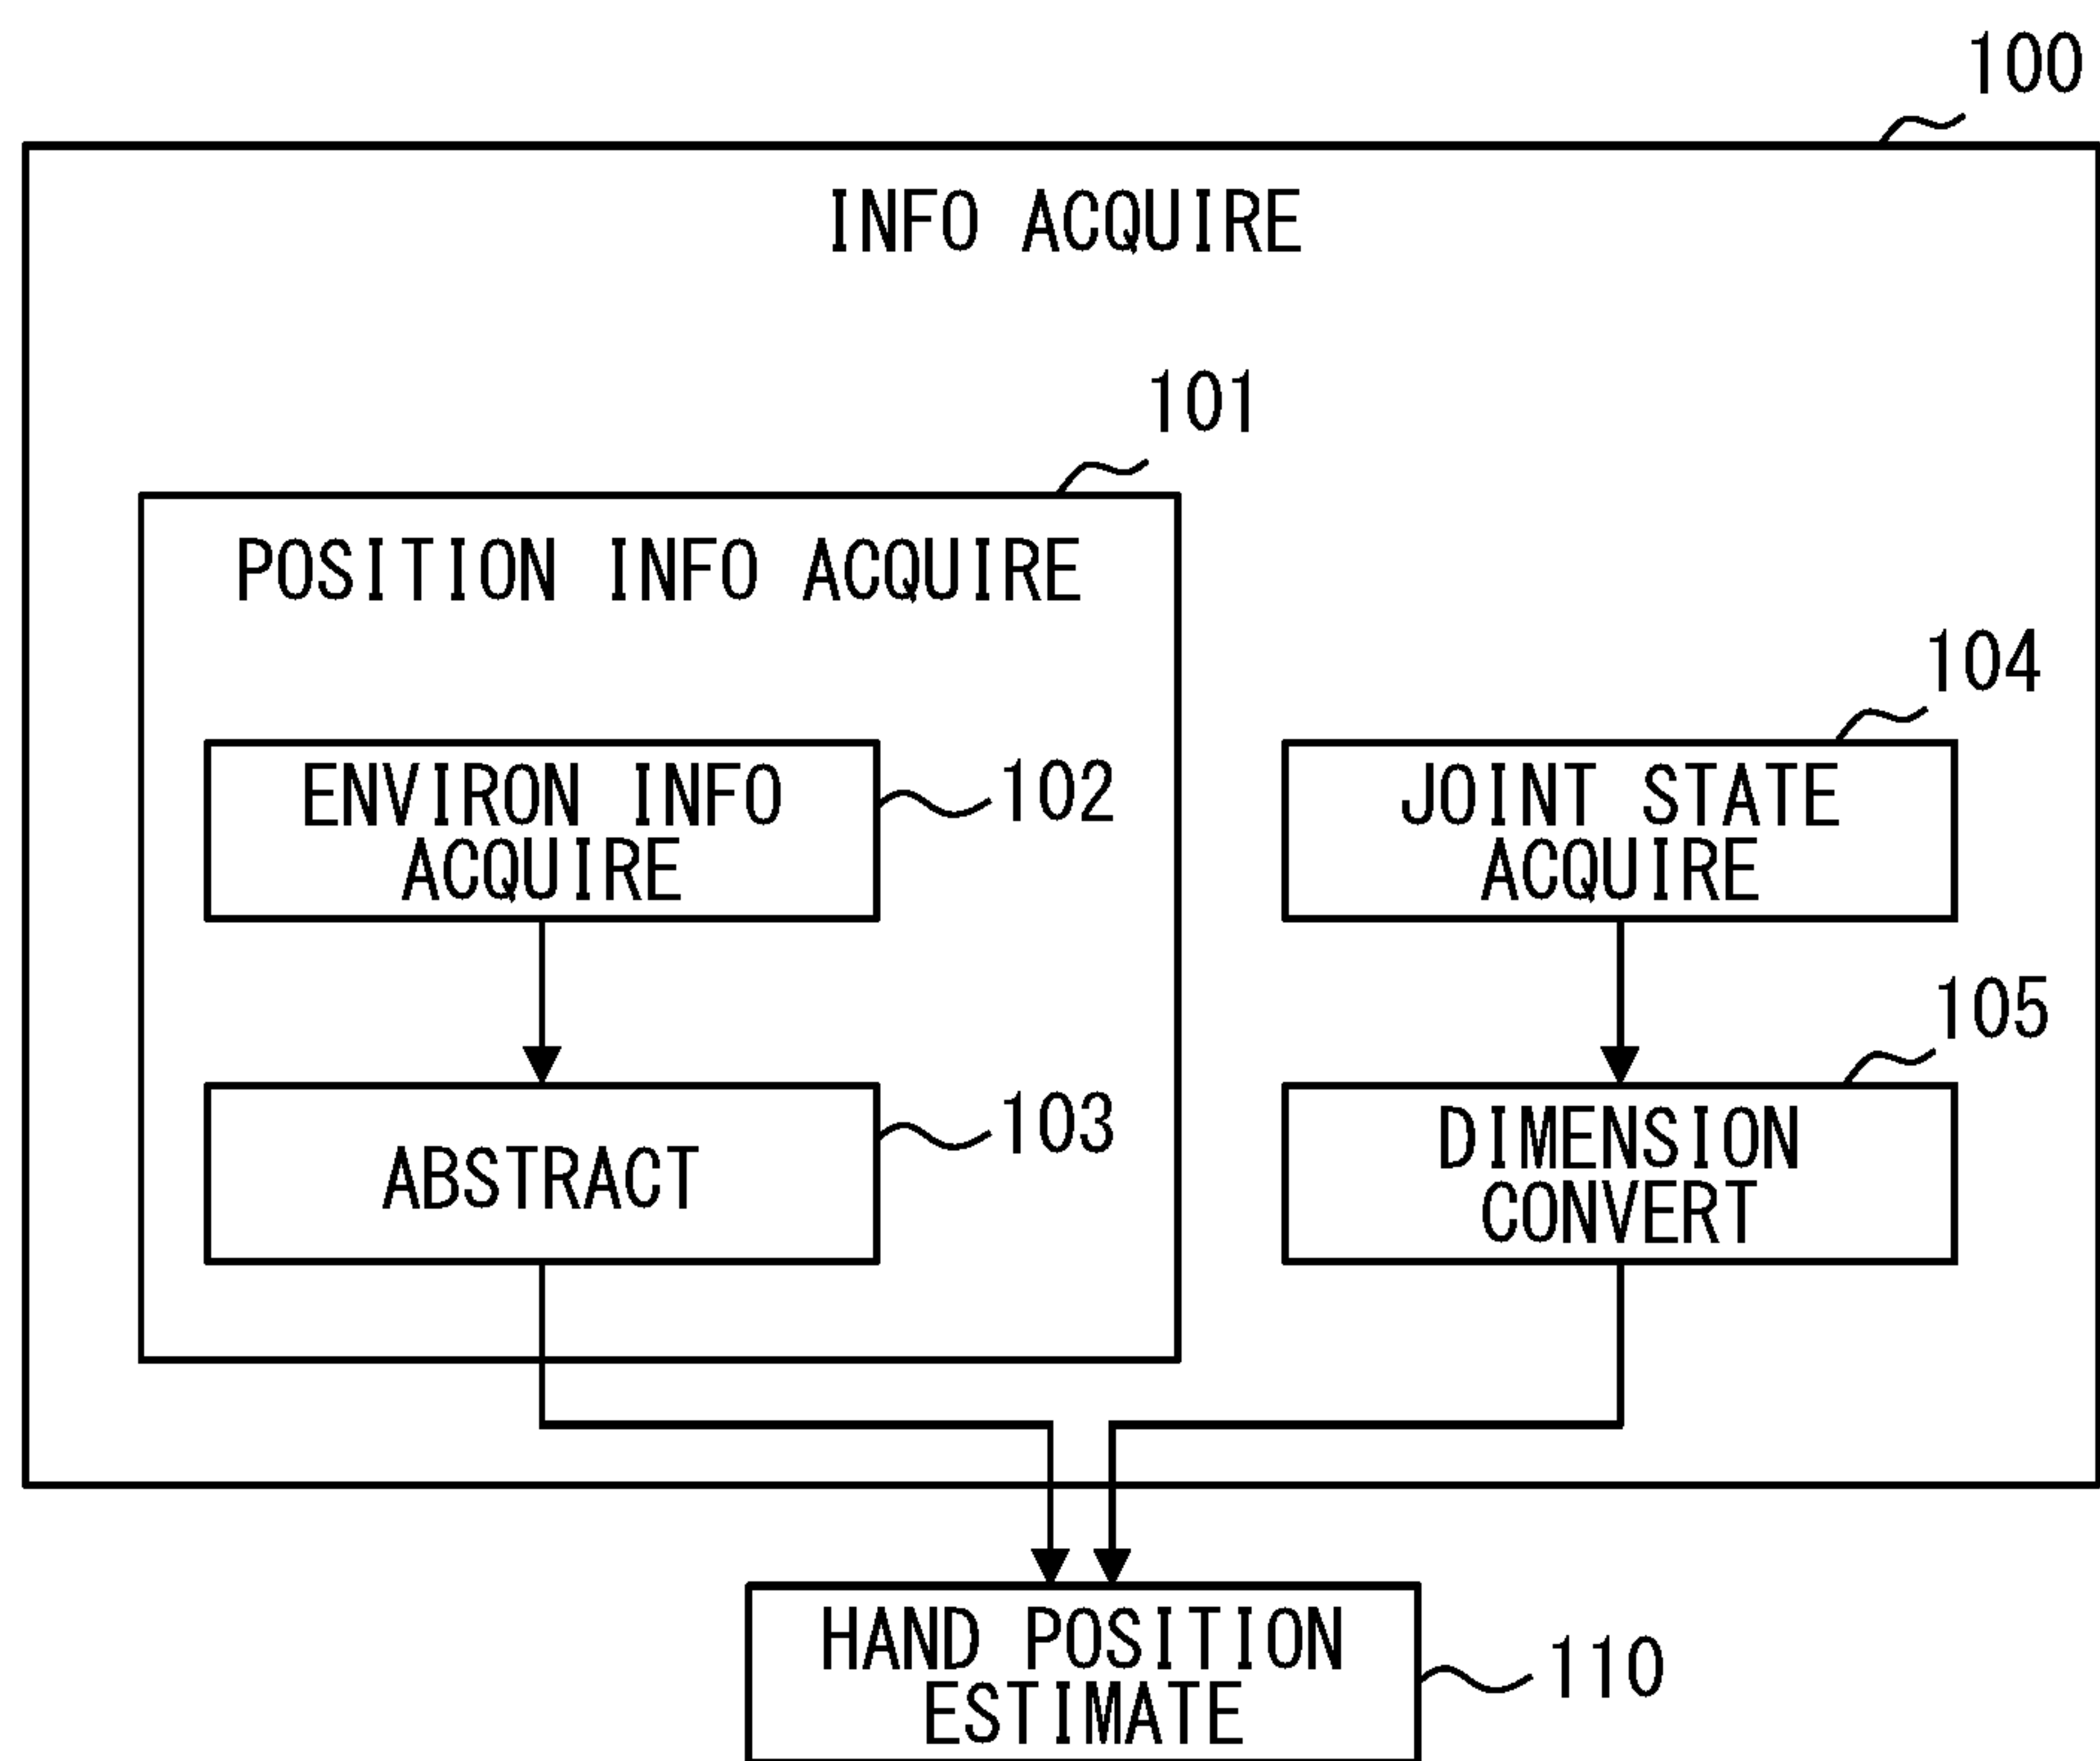 100
INFO ACQUIRE
101
POSITION INFO ACQUIRE
104
ENVIRON INFO
ACQUIRE
102
JOINT STATE
ACQUIRE
105
ABSTRACT
103
DIMENSION
CONVERT
HAND POSITION
ESTIMATE
110